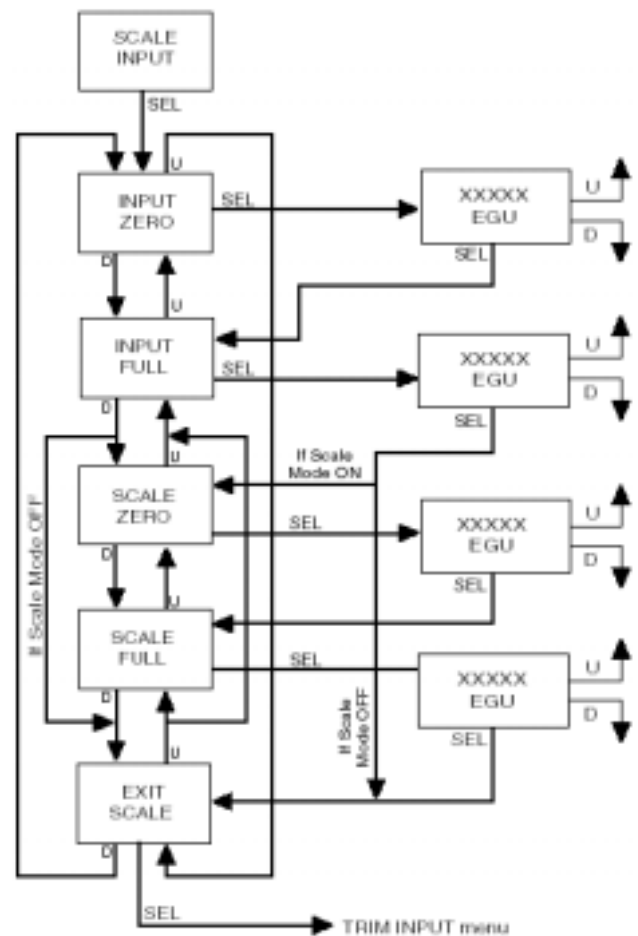 SCALE
INPUT
SEL
U
INPUT
ZERO
SEL
XXXXX
EGU
U
D
SEL
D
U
INPUT
FULL
SEL
XXXXX
EGU
U
D
SEL
D
U
If Scale
Mode ON
SCALE
ZERO
SEL
XXXXX
EGU
U
D
SEL
If Scale Mode OFF
D
U
SCALE
FULL
SEL
XXXXX
EGU
U
D
SEL
D
U
If Scale
Mode OFF
EXIT
SCALE
D
SEL
TRIM INPUT menu